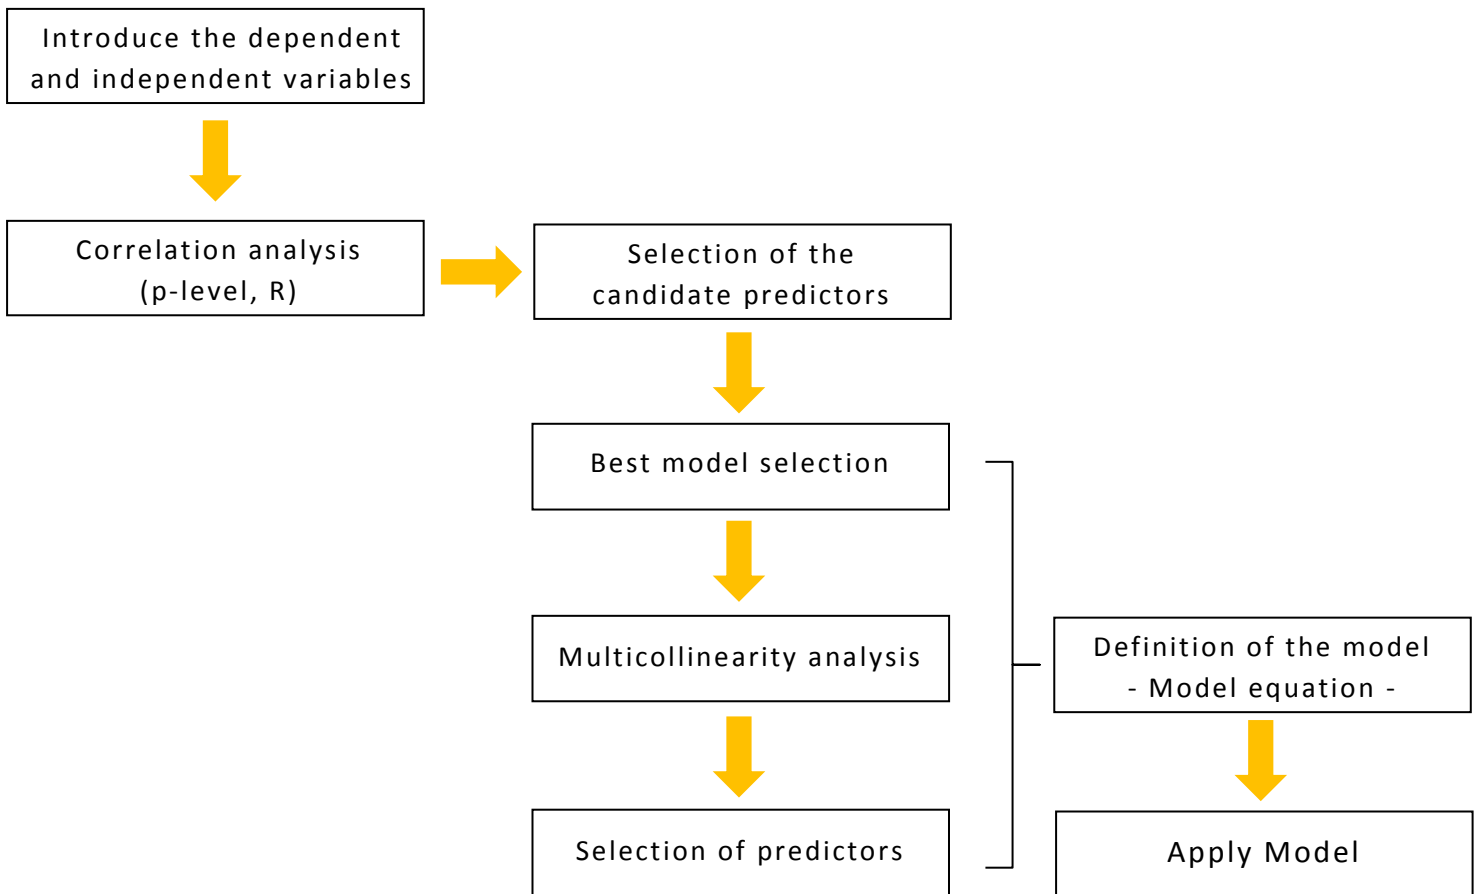 Introduce the dependent
and independent variables
Correlation analysis
(p-level, R)
Selection of the
candidate predictors
Best model selection
Multicollinearity analysis
Selection of predictors
Definition of the model
- Model equation -
Apply Model